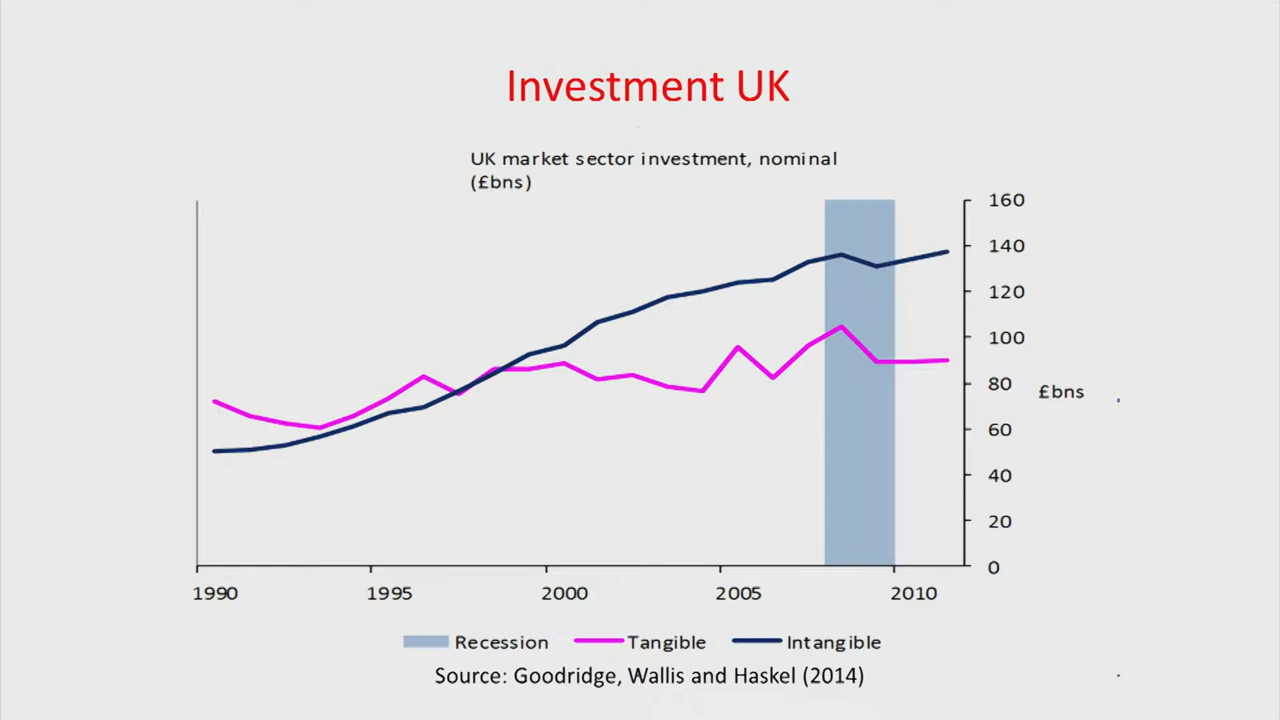 Investment UK
UK market sector investment, nominal
(£bns)
160
140
120
100
80
£bns
60
40
20
0
1990 1995 2000 2005 2010
Recession Tangible Intangible
Source: Goodridge, Wallis and Haskel (2014)